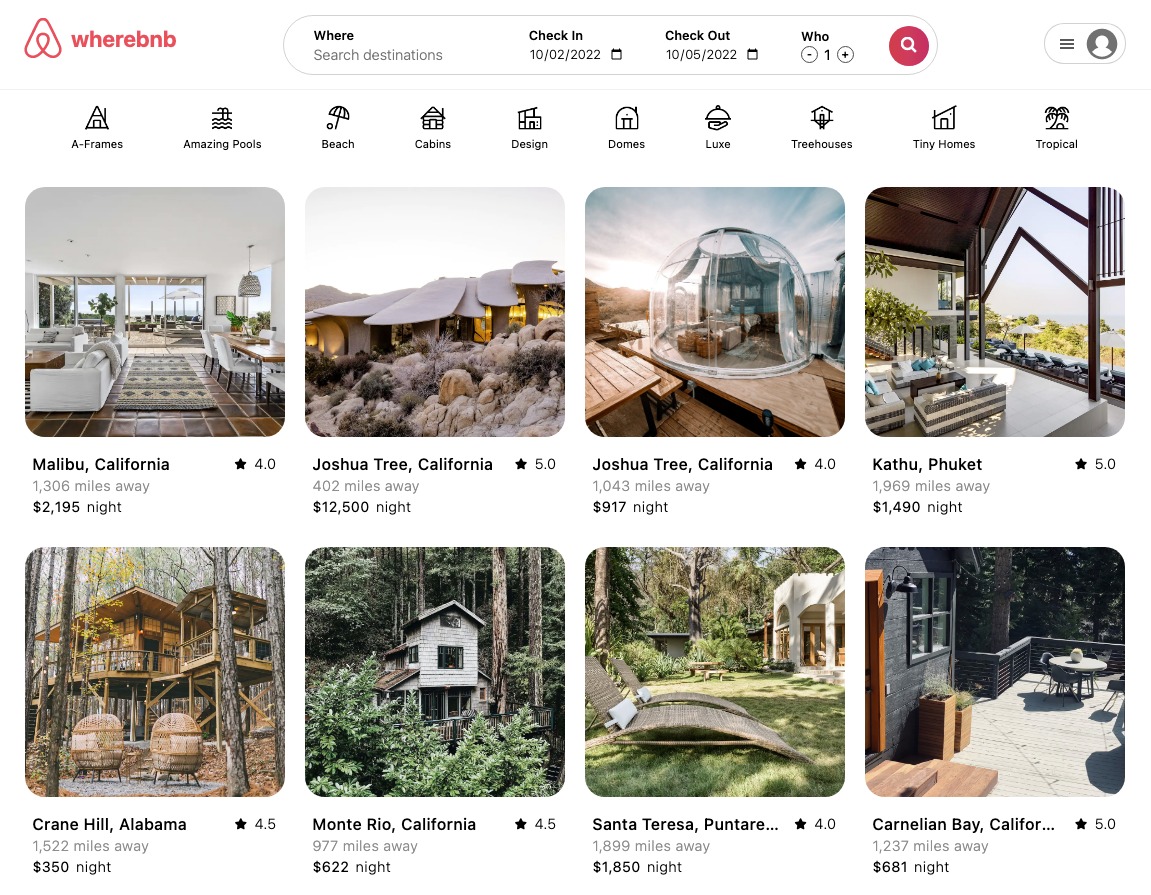 wherebnb
Where
Search destinations
Check In
10/02/2022
Check Out
10/05/2022
Who
- 1 +
A-Frames
Amazing Pools
Beach
Cabins
Design
Domes
Luxe
Treehouses
Tiny Homes
Tropical
Malibu, California 4.0
1,306 miles away
$2,195 night
Joshua Tree, California 5.0
402 miles away
$12,500 night
Joshua Tree, California 4.0
1,043 miles away
$917 night
Kathu, Phuket 5.0
1,969 miles away
$1,490 night
Crane Hill, Alabama 4.5
1,522 miles away
$350 night
Monte Rio, California 4.5
977 miles away
$622 night
Santa Teresa, Puntare... 4.0
1,899 miles away
$1,850 night
Carnelian Bay, Califor... 5.0
1,237 miles away
$681 night